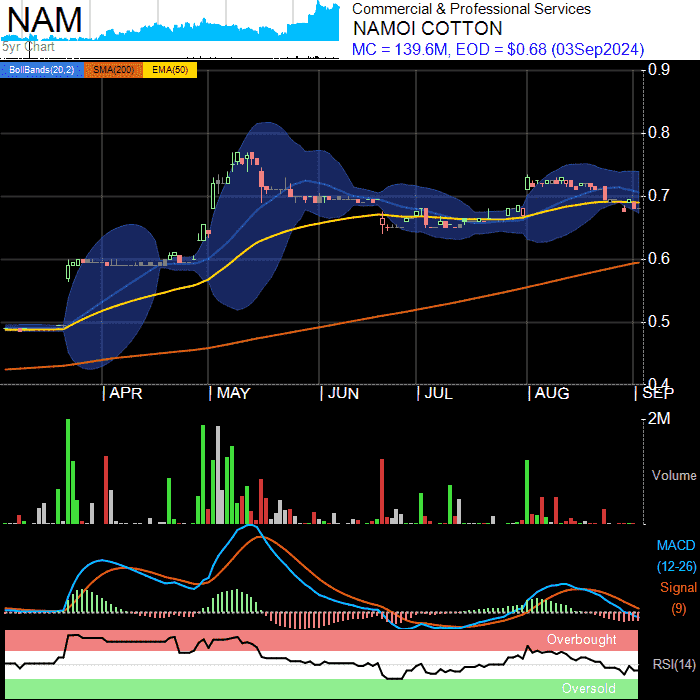 NAM
5yr Chart
Commercial & Professional Services
NAMOI COTTON
MC = 139.6M, EOD = $0.68 (03Sep2024)
BollBands(20,2) SMA(200) EMA(50)
0.9
0.8
0.7
0.6
0.5
0.4
APR MAY JUN JUL AUG SEP
2M
Volume
MACD
(12-26)
Signal
(9)
Overbought
RSI(14)
Oversold